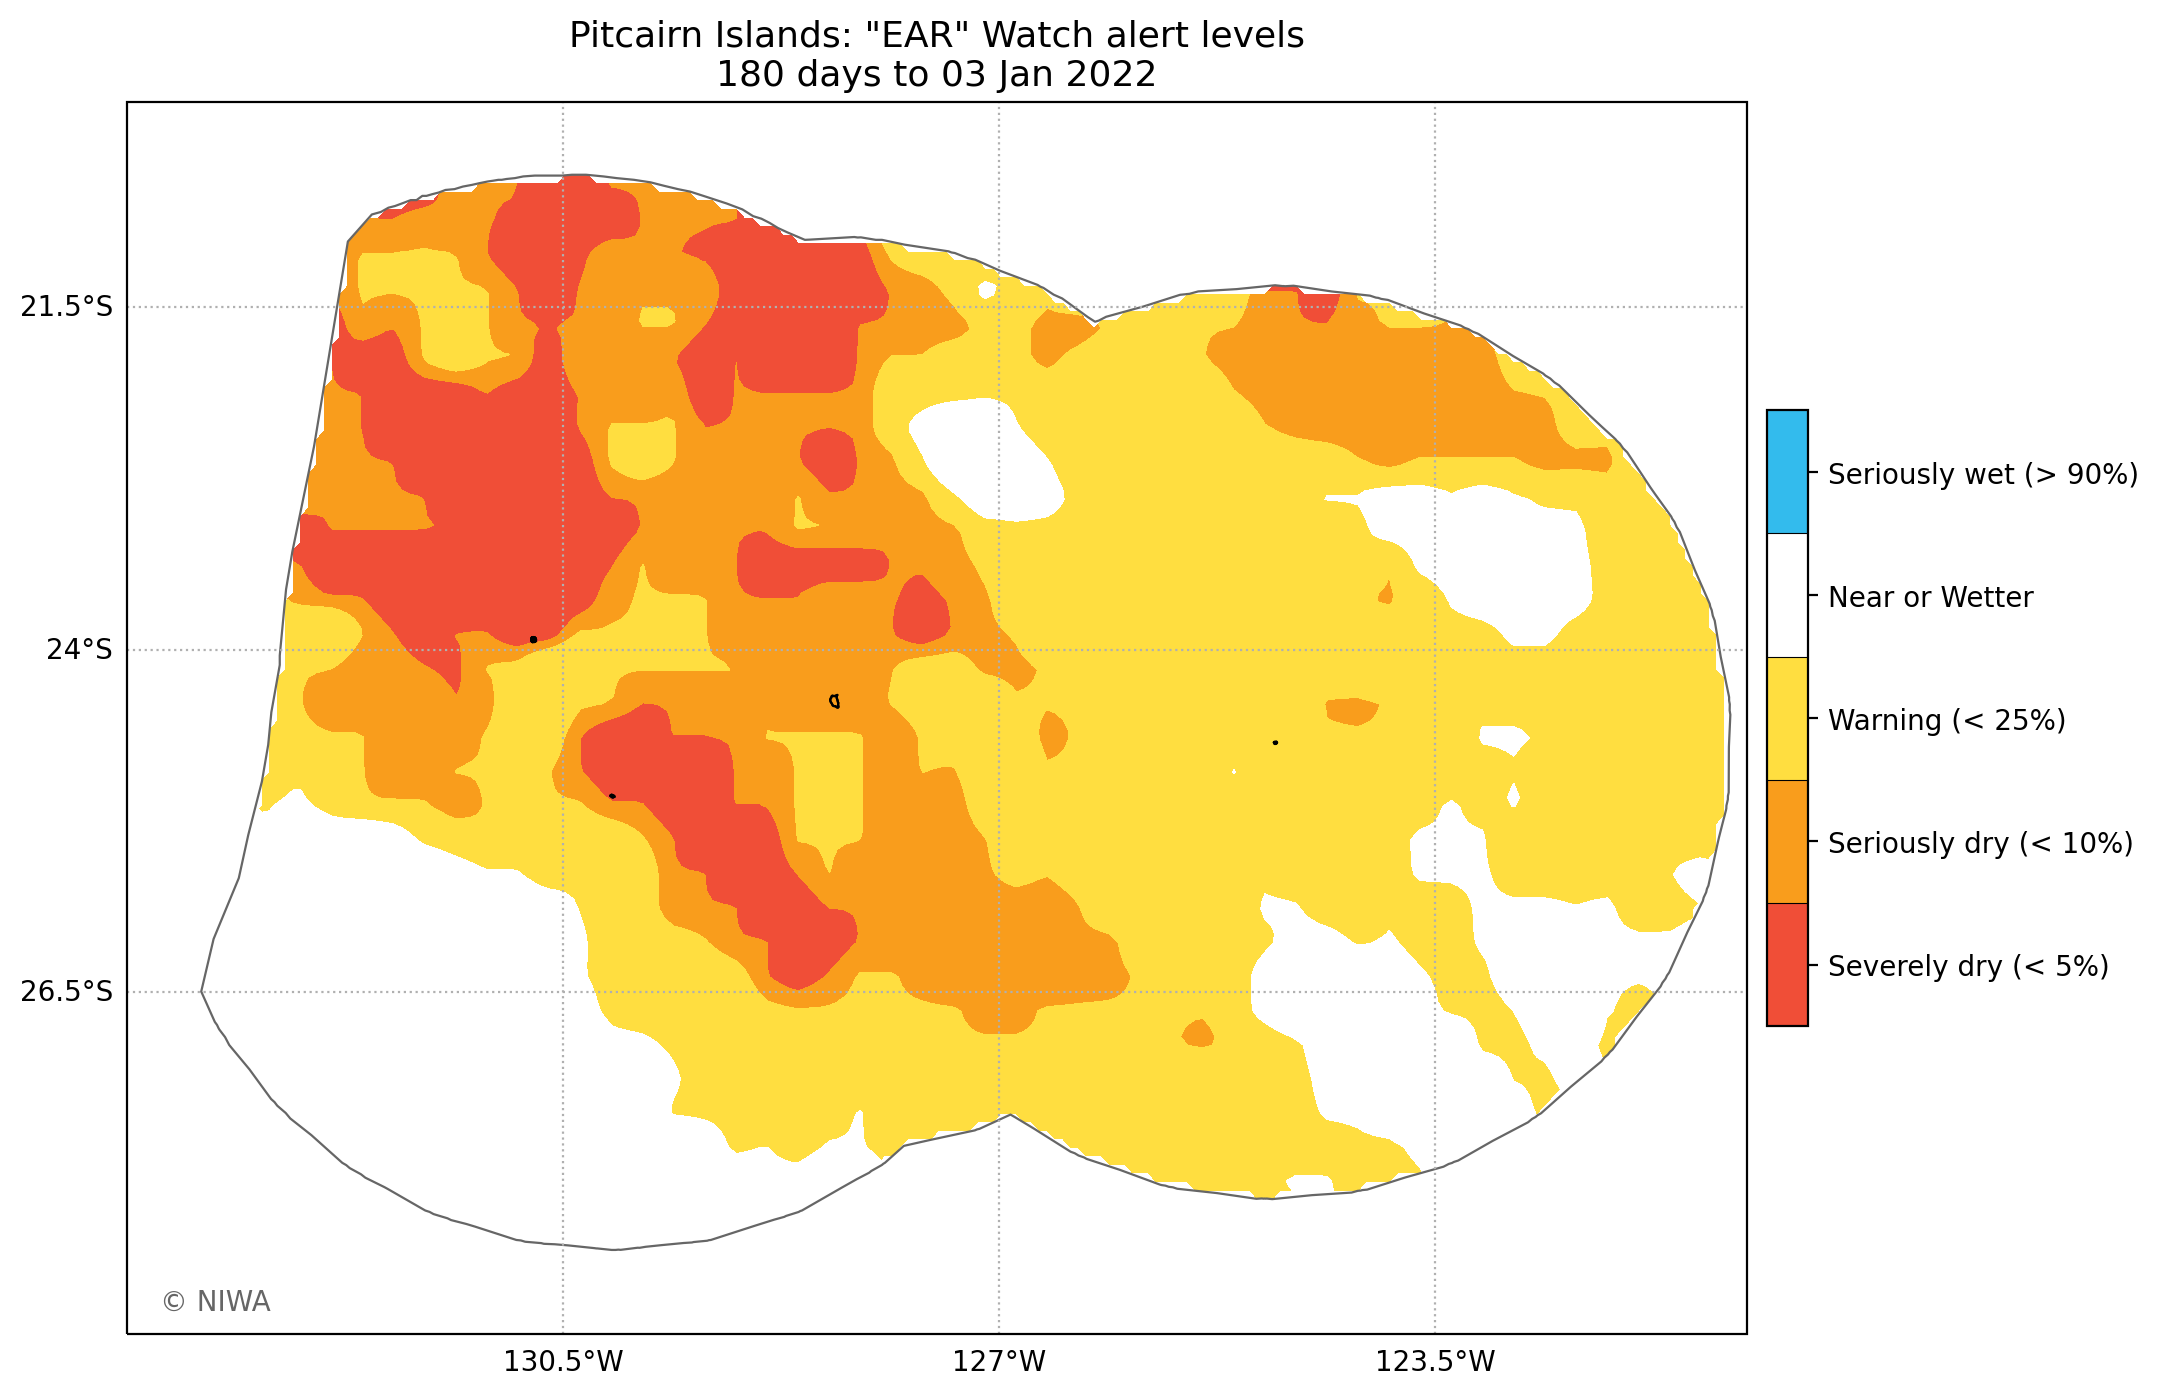 Pitcairn Islands: "EAR" Watch alert levels
180 days to 03 Jan 2022
21.5°S
24°S
26.5°S
130.5°W
127°W
123.5°W
Seriously wet (> 90%)
Near or Wetter
Warning (< 25%)
Seriously dry (< 10%)
Severely dry (< 5%)
© NIWA